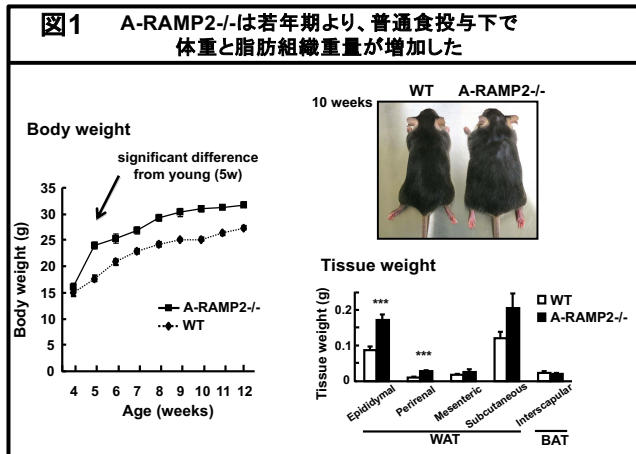 図1 A-RAMP2-/-は若年期より、普通食投与下で
体重と脂肪組織重量が増加した
Body weight
significant difference
from young (5w)
Body weight (g)
35
30
25
20
15
10
5
0
A-RAMP2-/-
WT
4 5 6 7 8 9 10 11 12
Age (weeks)
10 weeks
WT A-RAMP2-/-
Tissue weight
Tissue weight (g)
0.2
0.1
0
***
***
WT
A-RAMP2-/-
Epididymal
Perirenal
Mesenteric
Subcutaneous
Interscapular
WAT
BAT